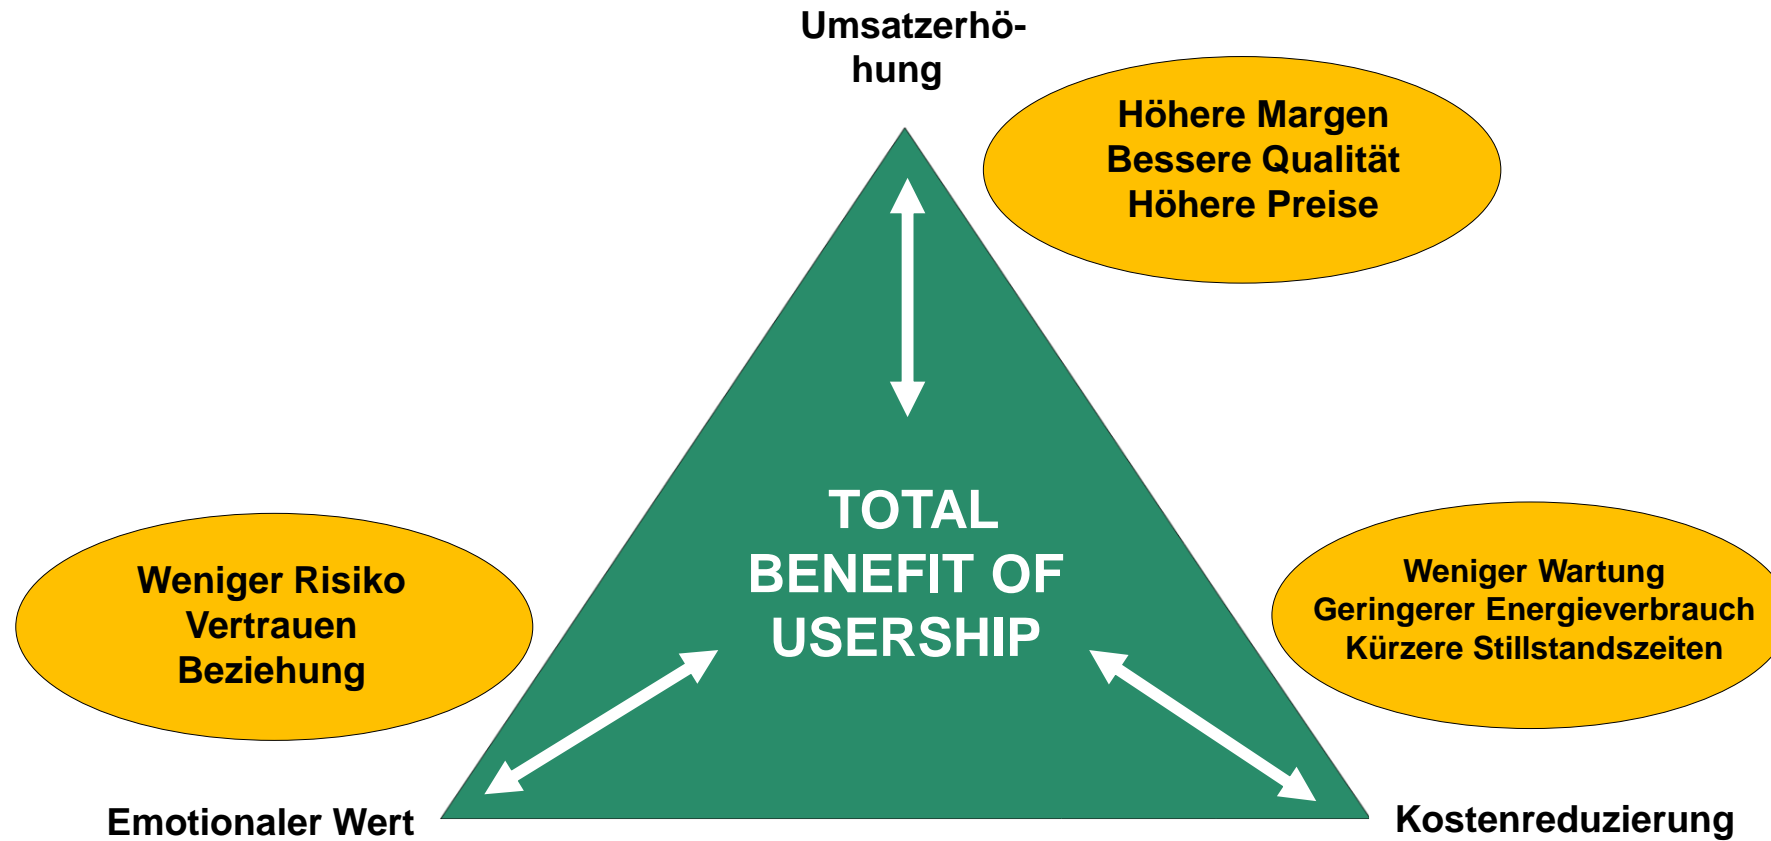 Umsatzerhö-
hung
Höhere Margen
Bessere Qualität
Höhere Preise
TOTAL
BENEFIT OF
USERSHIP
Weniger Risiko
Vertrauen
Beziehung
Weniger Wartung
Geringerer Energieverbrauch
Kürzere Stillstandszeiten
Emotionaler Wert
Kostenreduzierung